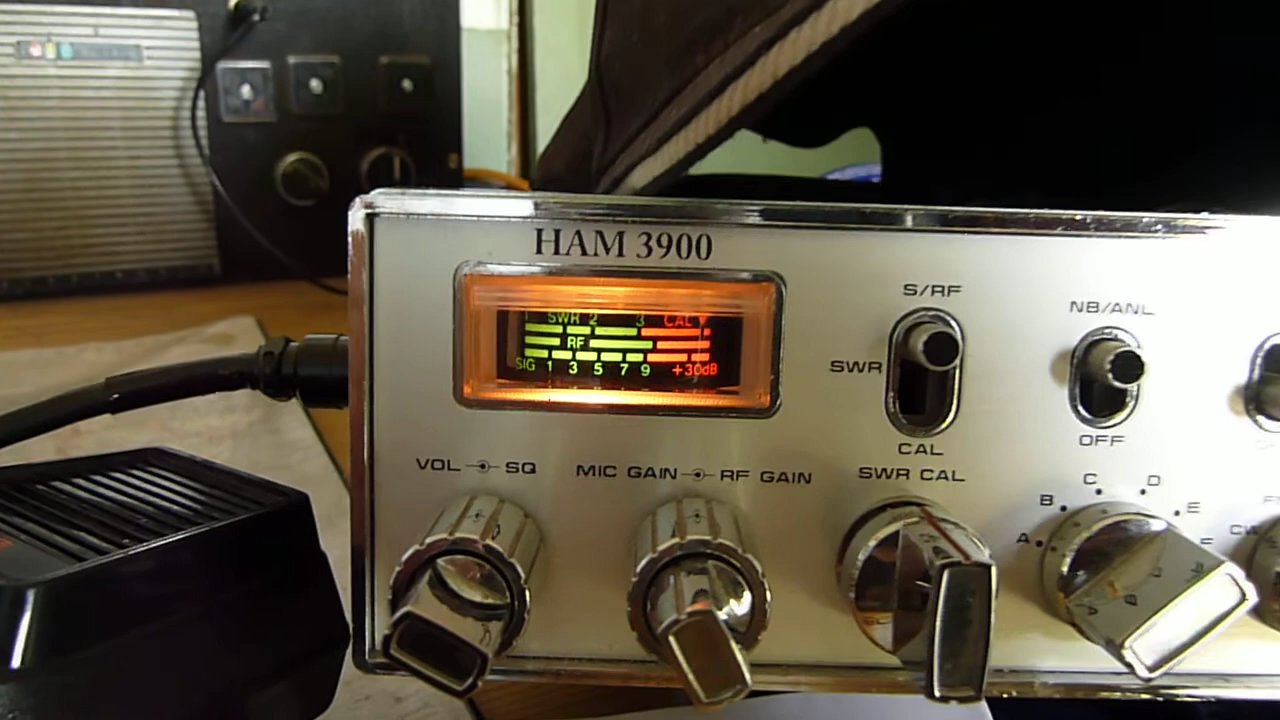 HAM 3900
1 SWR 2 3 CAL
RF
SIG 1 3 5 7 9 +30dB
S/RF
SWR
CAL
NB/ANL
OFF
VOL SQ
MIC GAIN RF GAIN
SWR CAL
A B C D E F
CW